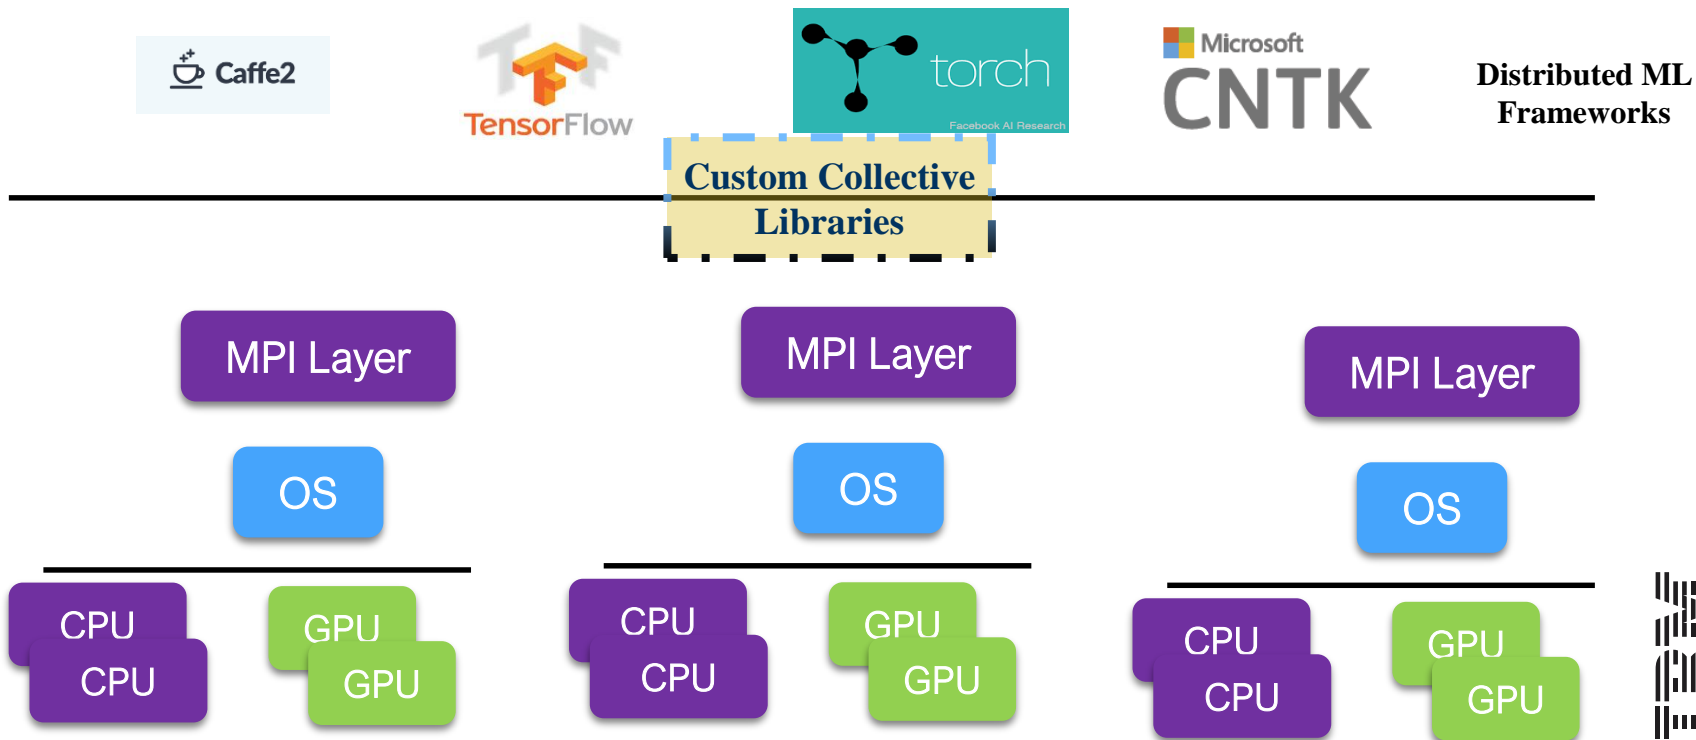 Caffe2
TensorFlow
torch
Facebook AI Research
Microsoft
CNTK
Distributed ML
Frameworks
Custom Collective
Libraries
MPI Layer
MPI Layer
MPI Layer
OS
OS
OS
CPU
CPU
GPU
GPU
CPU
CPU
GPU
GPU
CPU
CPU
GPU
GPU